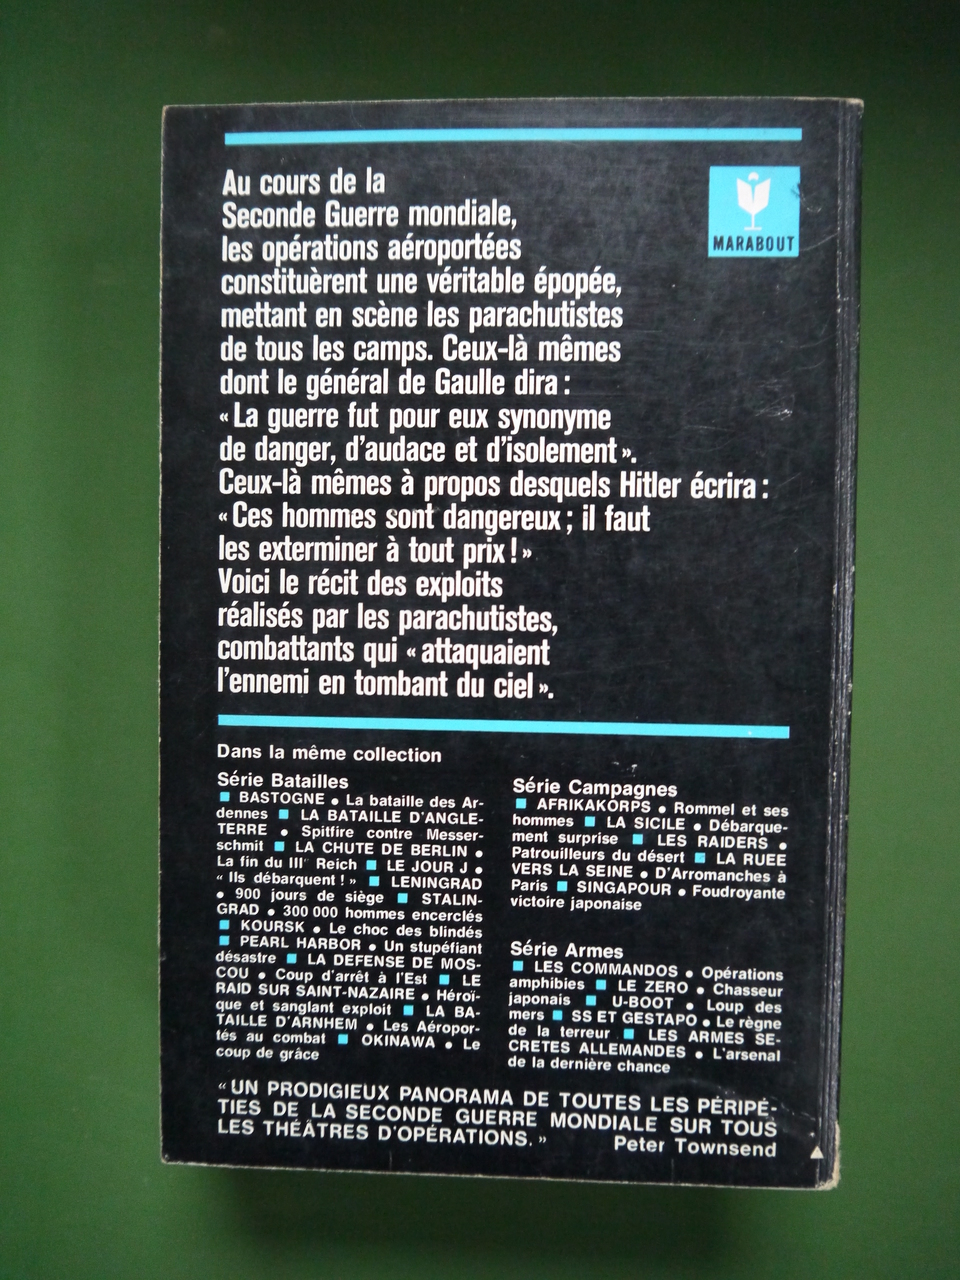 Au cours de la
Seconde Guerre mondiale,
les opérations aéroportées
constituèrent une véritable épopée,
mettant en scène les parachutistes
de tous les camps. Ceux-là mêmes
dont le général de Gaulle dira :
« La guerre fut pour eux synonyme
de danger, d'audace et d'isolement ».
Ceux-là mêmes à propos desquels Hitler écrira :
« Ces hommes sont dangereux ; il faut
les exterminer à tout prix ! »
Voici le récit des exploits
réalisés par les parachutistes,
combattants qui « attaquaient
l'ennemi en tombant du ciel ».
MARABOUT
Dans la même collection
Série Batailles
■ BASTOGNE • La bataille des Ar-
dennes ■ LA BATAILLE D'ANGLE-
TERRE • Spitfire contre Messer-
schmit ■ LA CHUTE DE BERLIN •
La fin du IIIe Reich ■ LE JOUR J •
« Ils débarquent ! » ■ LENINGRAD
• 900 jours de siège ■ STALIN-
GRAD • 300 000 hommes encerclés
■ KOURSK • Le choc des blindés
■ PEARL HARBOR • Un stupéfiant
désastre ■ LA DEFENSE DE MOS-
COU • Coup d'arrêt à l'Est ■ LE
RAID SUR SAINT-NAZAIRE • Héroï-
que et sanglant exploit ■ LA BA-
TAILLE D'ARNHEM • Les Aéropor-
tés au combat ■ OKINAWA • Le
coup de grâce
Série Campagnes
■ AFRIKAKORPS • Rommel et ses
hommes ■ LA SICILE • Débarque-
ment surprise ■ LES RAIDERS •
Patrouilleurs du désert ■ LA RUEE
VERS LA SEINE • D'Arromanches à
Paris ■ SINGAPOUR • Foudroyante
victoire japonaise
Série Armes
■ LES COMMANDOS • Opérations
amphibies ■ LE ZERO • Chasseur
japonais ■ U-BOOT • Loup des
mers ■ SS ET GESTAPO • Le règne
de la terreur ■ LES ARMES SE-
CRETES ALLEMANDES • L'arsenal
de la dernière chance
« UN PRODIGIEUX PANORAMA DE TOUTES LES PÉRIPÉ-
TIES DE LA SECONDE GUERRE MONDIALE SUR TOUS
LES THÉÂTRES D'OPÉRATIONS. » Peter Townsend